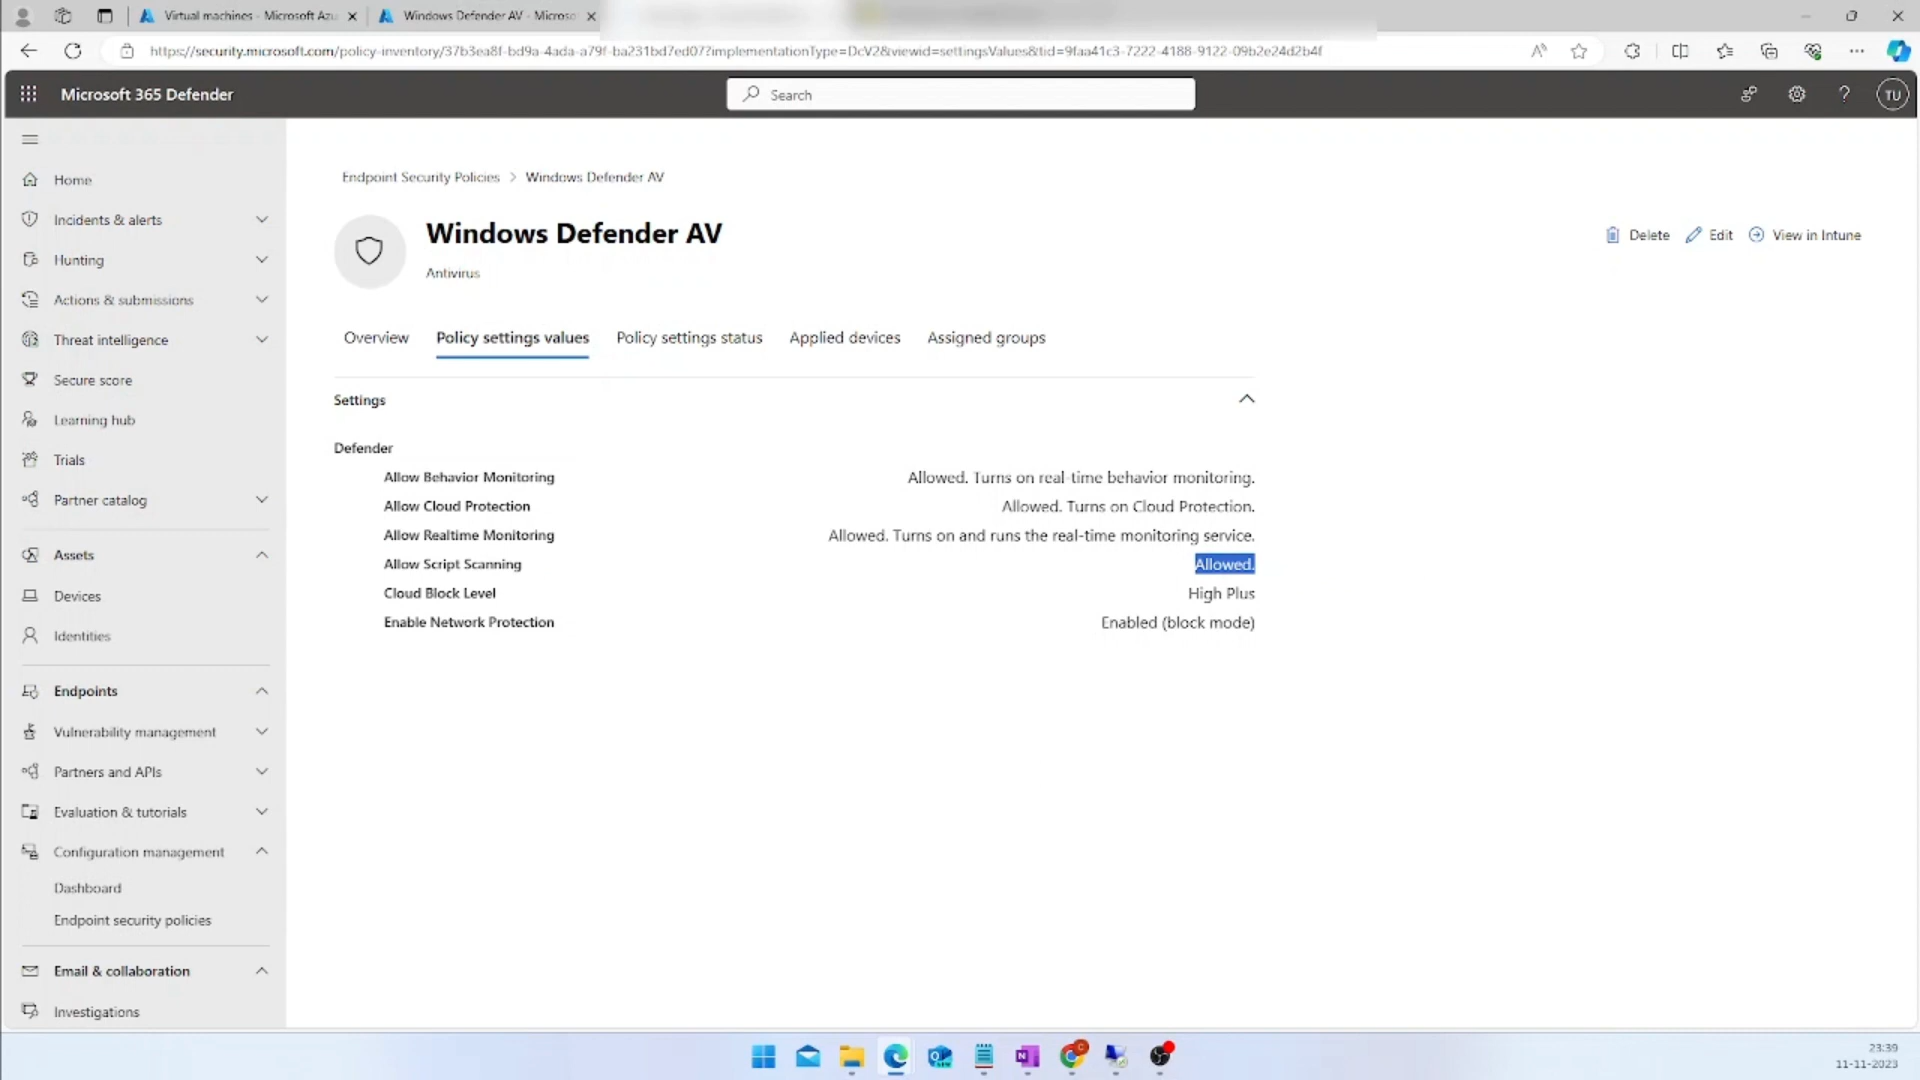 Virtual machines - Microsoft Azu
Windows Defender AV - Microso
https://security.microsoft.com/policy-inventory/37b3ea8f-bd9a-4ada-a79f-ba231bd7ed07?implementationType=DcV2&viewid=settingsValues&tid=9faa41c3-7222-4188-9122-09b2e24d2b4f
Microsoft 365 Defender
Search
TU
Home
Incidents & alerts
Hunting
Actions & submissions
Threat intelligence
Secure score
Learning hub
Trials
Partner catalog
Assets
Devices
Identities
Endpoints
Vulnerability management
Partners and APIs
Evaluation & tutorials
Configuration management
Dashboard
Endpoint security policies
Email & collaboration
Investigations
Endpoint Security Policies > Windows Defender AV
Windows Defender AV
Antivirus
Delete
Edit
View in Intune
Overview
Policy settings values
Policy settings status
Applied devices
Assigned groups
Settings
Defender
Allow Behavior Monitoring Allowed. Turns on real-time behavior monitoring.
Allow Cloud Protection Allowed. Turns on Cloud Protection.
Allow Realtime Monitoring Allowed. Turns on and runs the real-time monitoring service.
Allow Script Scanning Allowed.
Cloud Block Level High Plus
Enable Network Protection Enabled (block mode)
23:39
11-11-2023